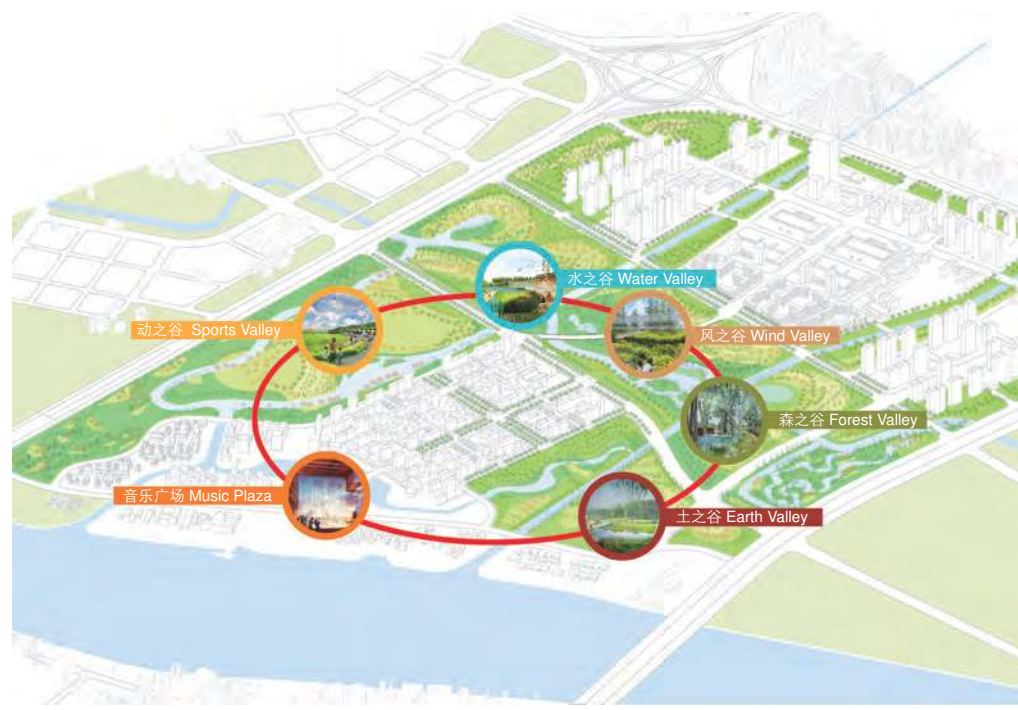 水之谷 Water Valley
动之谷 Sports Valley
风之谷 Wind Valley
森之谷 Forest Valley
音乐广场 Music Plaza
土之谷 Earth Valley